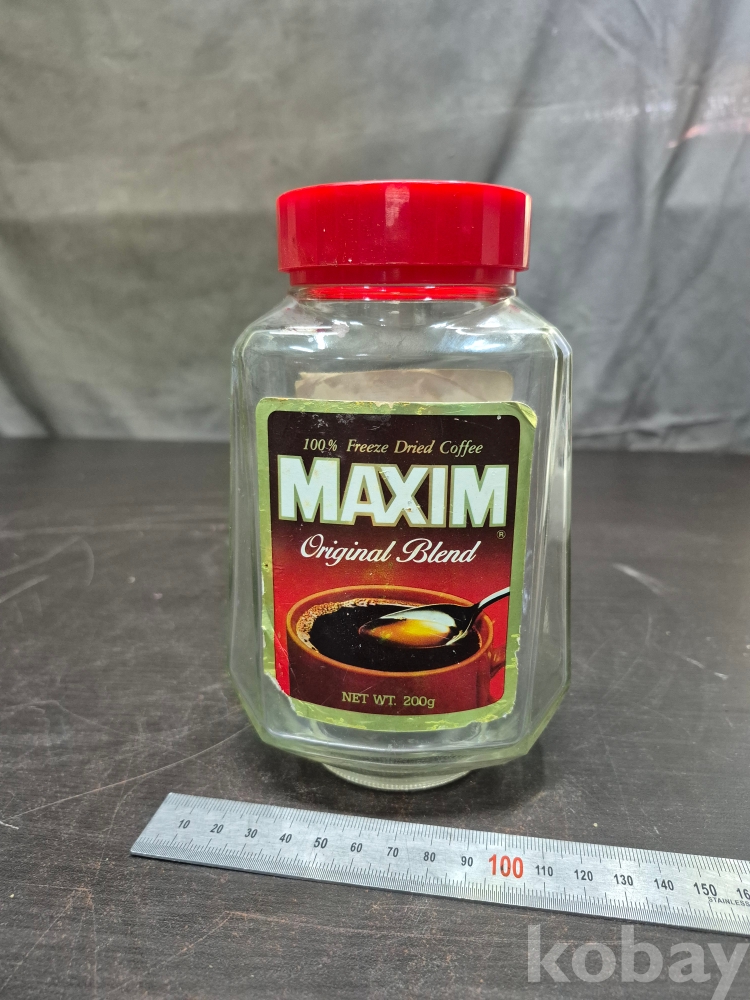 100% Freeze Dried Coffee
MAXIM
®
Original Blend
NET WT. 200g
10 20 30 40 50 60 70 80 90 100 110 120 130 140 150 16
STAINLESS
kobay